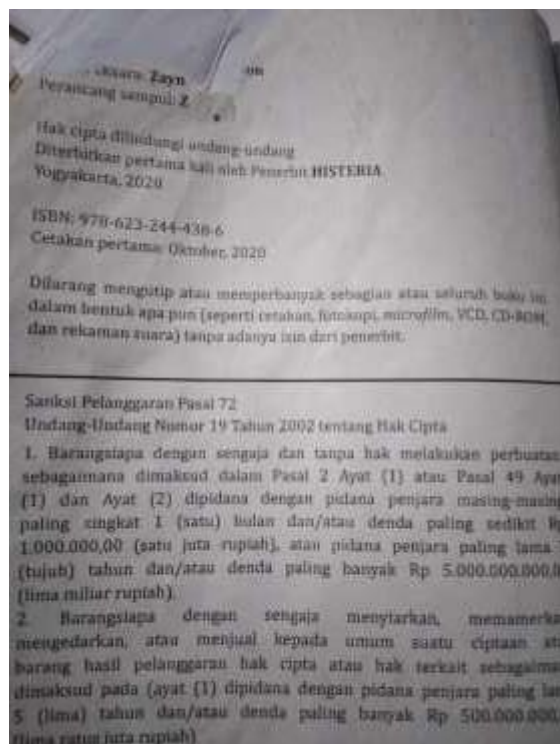 Zayn
Perancang sampul: Z
Hak cipta dilindungi undang-undang
Diterbitkan pertama kali oleh Penerbit HISTERIA
Yogyakarta, 2020
ISBN: 978-623-244-438-6
Cetakan pertama: Oktober, 2020
Dilarang mengutip atau memperbanyak sebagian atau seluruh buku ini
dalam bentuk apa pun (seperti cetakan, fotokopi, microfilm, VCD, CD-ROM,
dan rekaman suara) tanpa adanya izin dari penerbit.
Sanksi Pelanggaran Pasal 72
Undang-Undang Nomor 19 Tahun 2002 tentang Hak Cipta
1. Barangsiapa dengan sengaja dan tanpa hak melakukan perbuatan
sebagaimana dimaksud dalam Pasal 2 Ayat (1) atau Pasal 49 Ayat
(1) dan Ayat (2) dipidana dengan pidana penjara masing-masing
paling singkat 1 (satu) bulan dan/atau denda paling sedikit Rp
1.000.000,00 (satu juta rupiah), atau pidana penjara paling lama
(tujuh) tahun dan/atau denda paling banyak Rp 5.000.000.000,0
(lima miliar rupiah).
2. Barangsiapa dengan sengaja menyiarkan, memamerka
mengedarkan, atau menjual kepada umum suatu ciptaan at
barang hasil pelanggaran hak cipta atau hak terkait sebagaima
dimaksud pada (ayat (1) dipidana dengan pidana penjara paling la
5 (lima) tahun dan/atau denda paling banyak Rp 500.000.000,
(lima ratus juta rupiah)